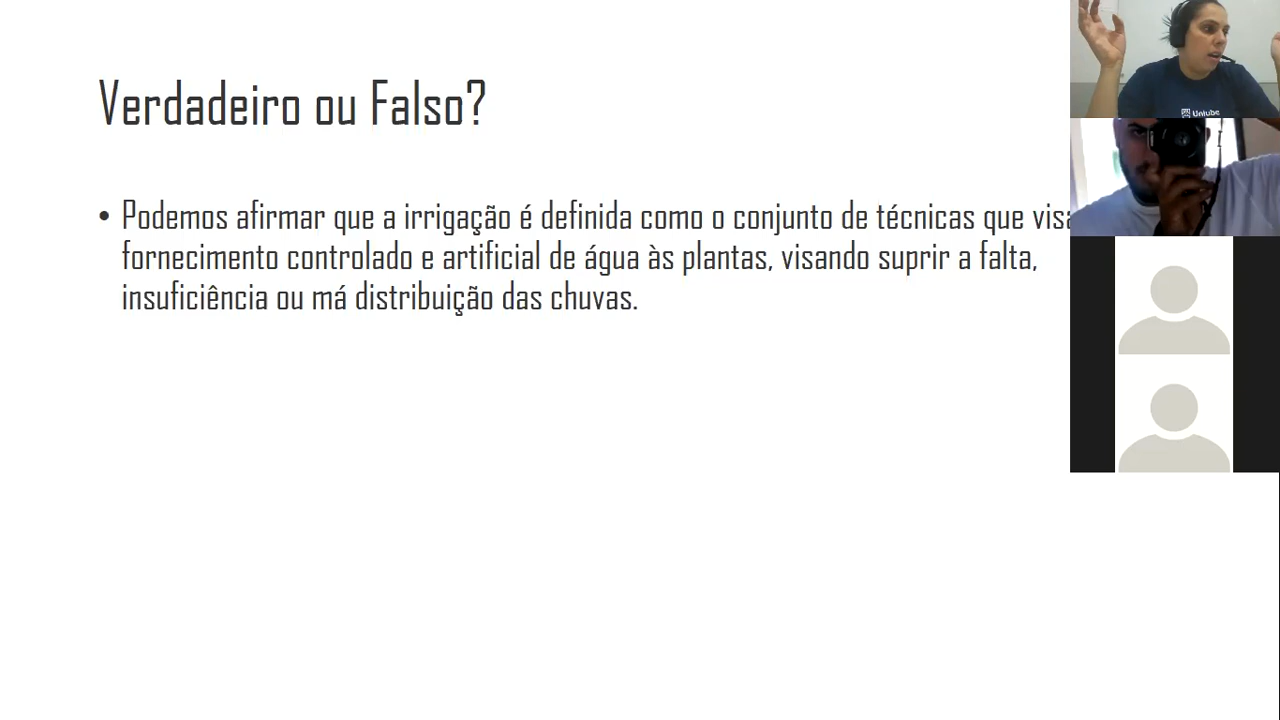 Verdadeiro ou Falso?
• Podemos afirmar que a irrigação é definida como o conjunto de técnicas que
fornecimento controlado e artificial de água às plantas, visando suprir a falta,
insuficiência ou má distribuição das chuvas.
Uniube